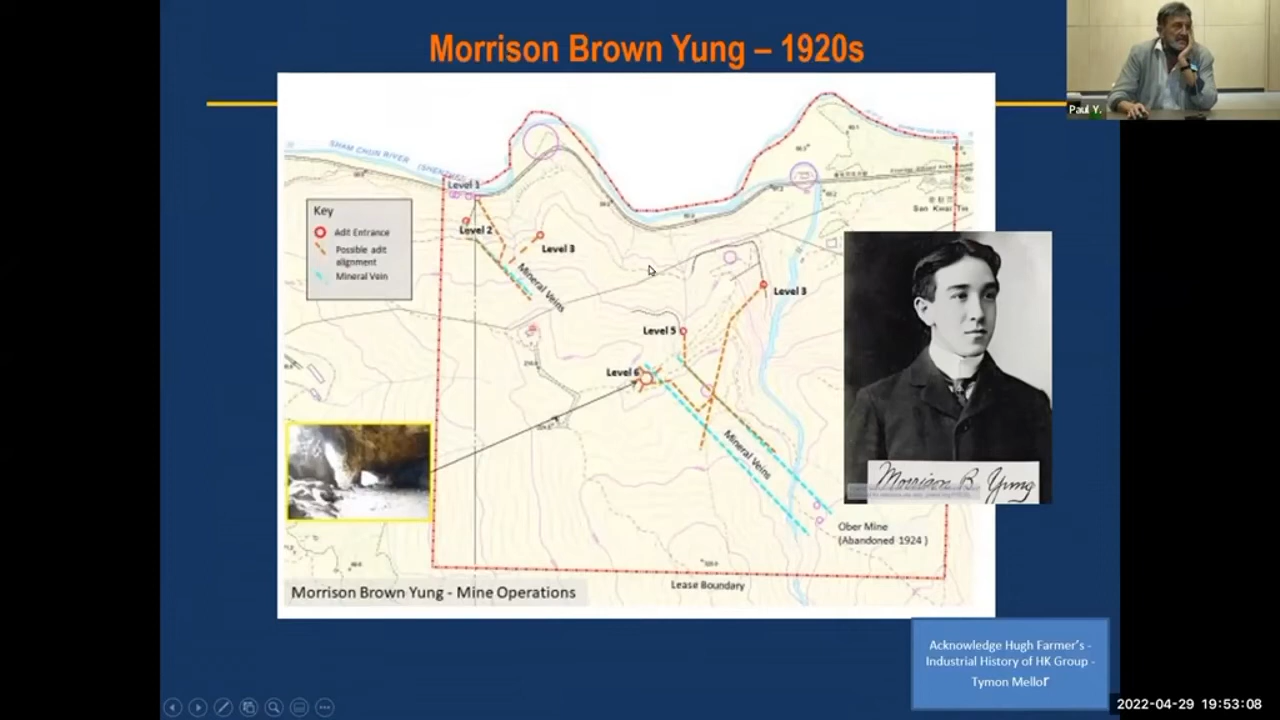 Morrison Brown Yung – 1920s
Paul Y.
SHAM CHUN RIVER
Level 1
Key
Adit Entrance
Possible adit
alignment
Mineral Vein
Level 2
Level 3
Mineral Veins
San Kwai Tin
Level 3
Level 5
Level 6
Mineral Veins
Morrison B Yung
Ober Mine
(Abandoned 1924 )
Lease Boundary
Morrison Brown Yung - Mine Operations
Acknowledge Hugh Farmer's -
Industrial History of HK Group -
Tymon Mellor
2022-04-29 19:53:08